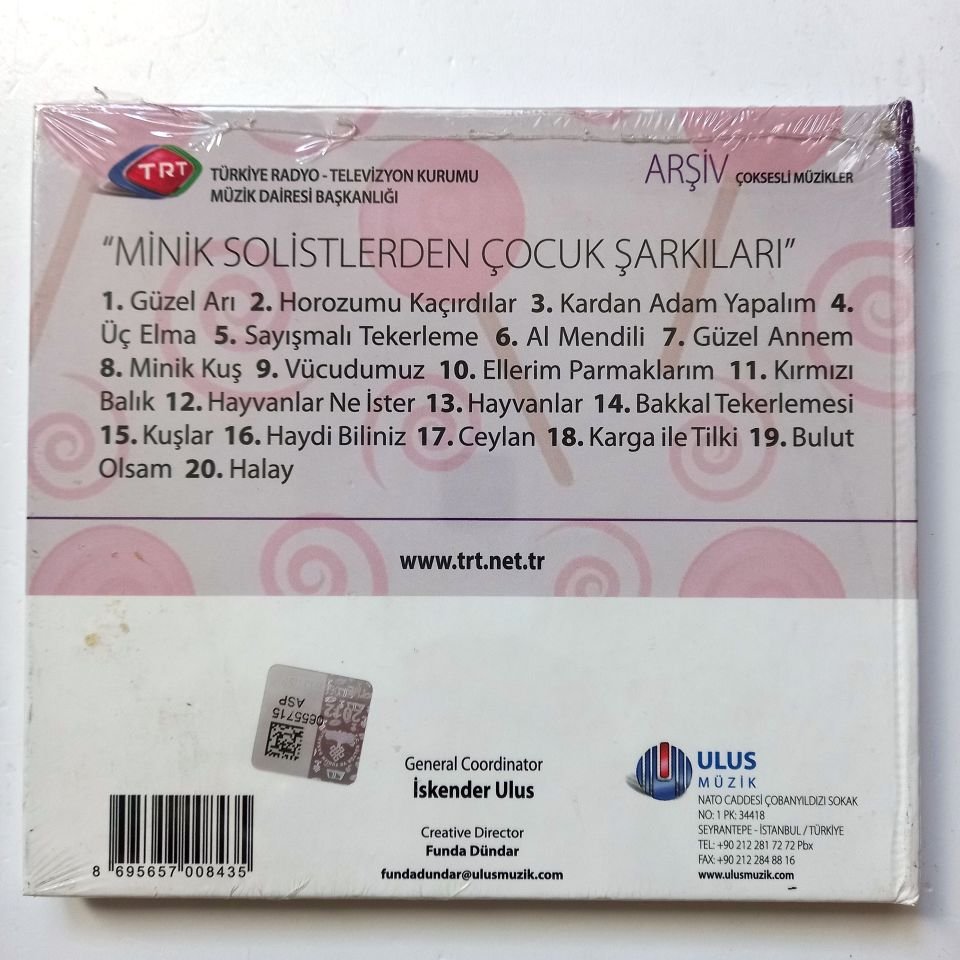 TRT
TÜRKİYE RADYO - TELEVİZYON KURUMU
MÜZİK DAİRESİ BAŞKANLIĞI
ARŞİV ÇOKSESLİ MÜZİKLER
“MİNİK SOLİSTLERDEN ÇOCUK ŞARKILARI”
1. Güzel Arı 2. Horozumu Kaçırdılar 3. Kardan Adam Yapalım 4.
Üç Elma 5. Sayışmalı Tekerleme 6. Al Mendili 7. Güzel Annem
8. Minik Kuş 9. Vücudumuz 10. Ellerim Parmaklarım 11. Kırmızı
Balık 12. Hayvanlar Ne İster 13. Hayvanlar 14. Bakkal Tekerlemesi
15. Kuşlar 16. Haydi Biliniz 17. Ceylan 18. Karga ile Tilki 19. Bulut
Olsam 20. Halay
www.trt.net.tr
0655715
ASP
General Coordinator
İskender Ulus
Creative Director
Funda Dündar
fundadundar@ulusmuzik.com
ULUS
MÜZİK
NATO CADDESİ ÇOBANYILDIZI SOKAK
NO: 1 PK: 34418
SEYRANTEPE - İSTANBUL / TÜRKİYE
TEL: +90 212 281 72 72 Pbx
FAX: +90 212 284 88 16
www.ulusmuzik.com
8 695657 008435